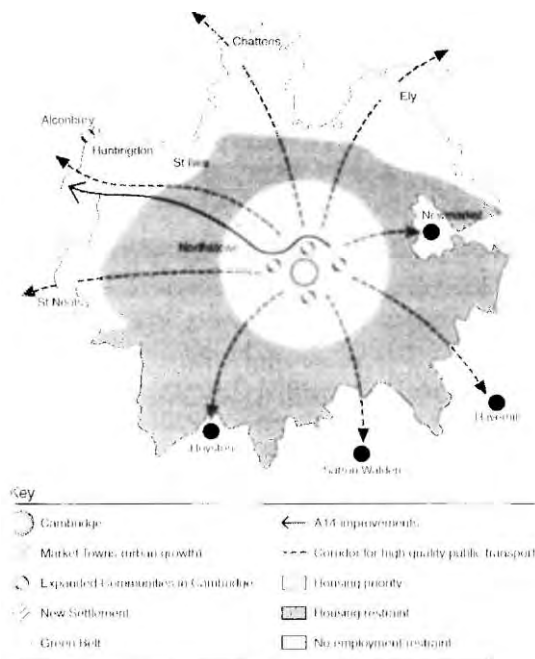 Chatteris
Ely
Alconbury
Huntingdon
St Ives
Newmarket
Northstowe
St Neots
Haverhill
Royston
Saffron Walden
Key
Cambridge
Market Towns (urban growth)
Expanded Communities in Cambridge
New Settlement
Green Belt
A14 improvements
Corridor for high quality public transport
Housing priority
Housing restraint
No employment restraint